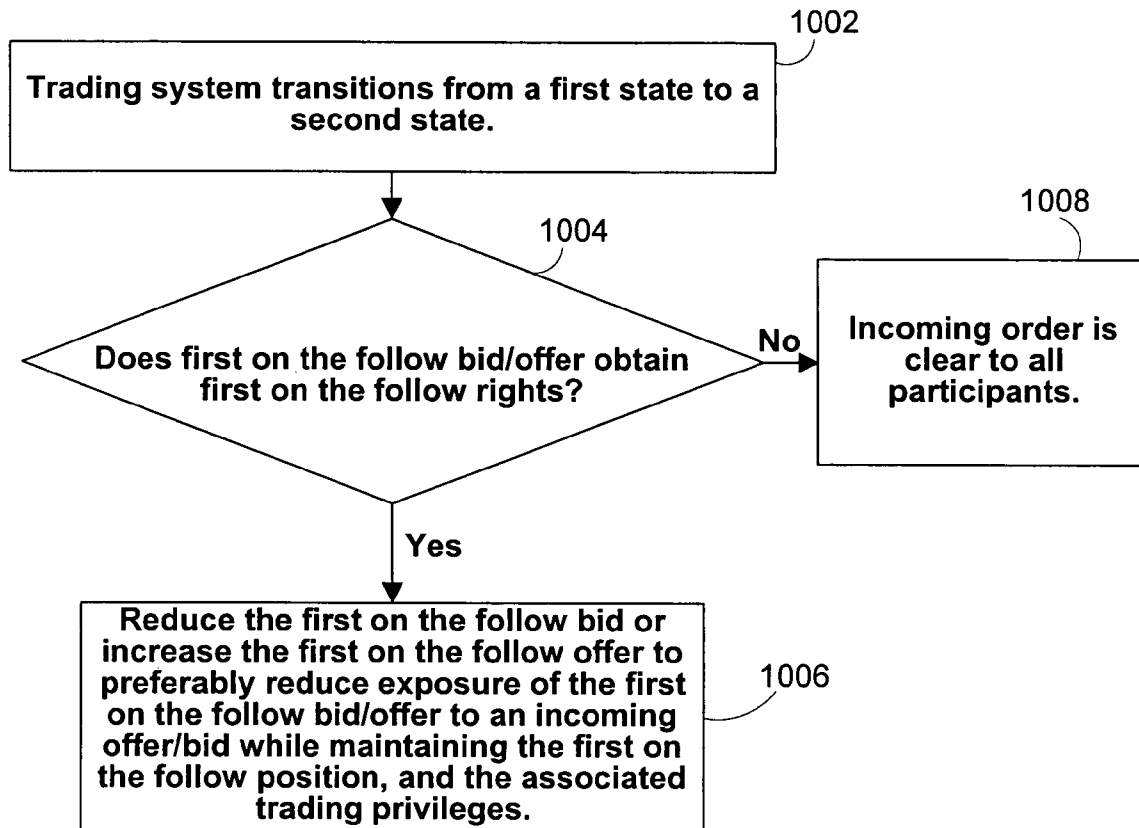 1002
Trading system transitions from a first state to a
second state.
1004
1008
Does first on the follow bid/offer obtain
first on the follow rights?
No
Incoming order is
clear to all
participants.
Yes
Reduce the first on the follow bid or
increase the first on the follow offer to
preferably reduce exposure of the first
on the follow bid/offer to an incoming
offer/bid while maintaining the first on
the follow position, and the associated
trading privileges.
1006